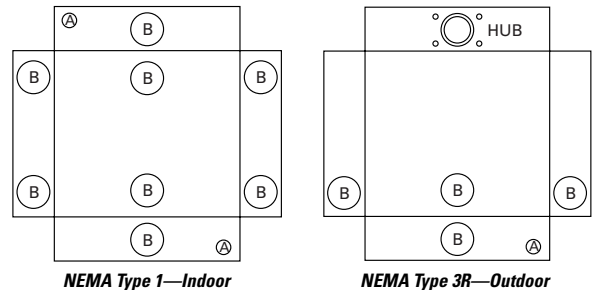 A B
HUB
B B B
B B B B B B
B B
B A B A
NEMA Type 1—Indoor NEMA Type 3R—Outdoor